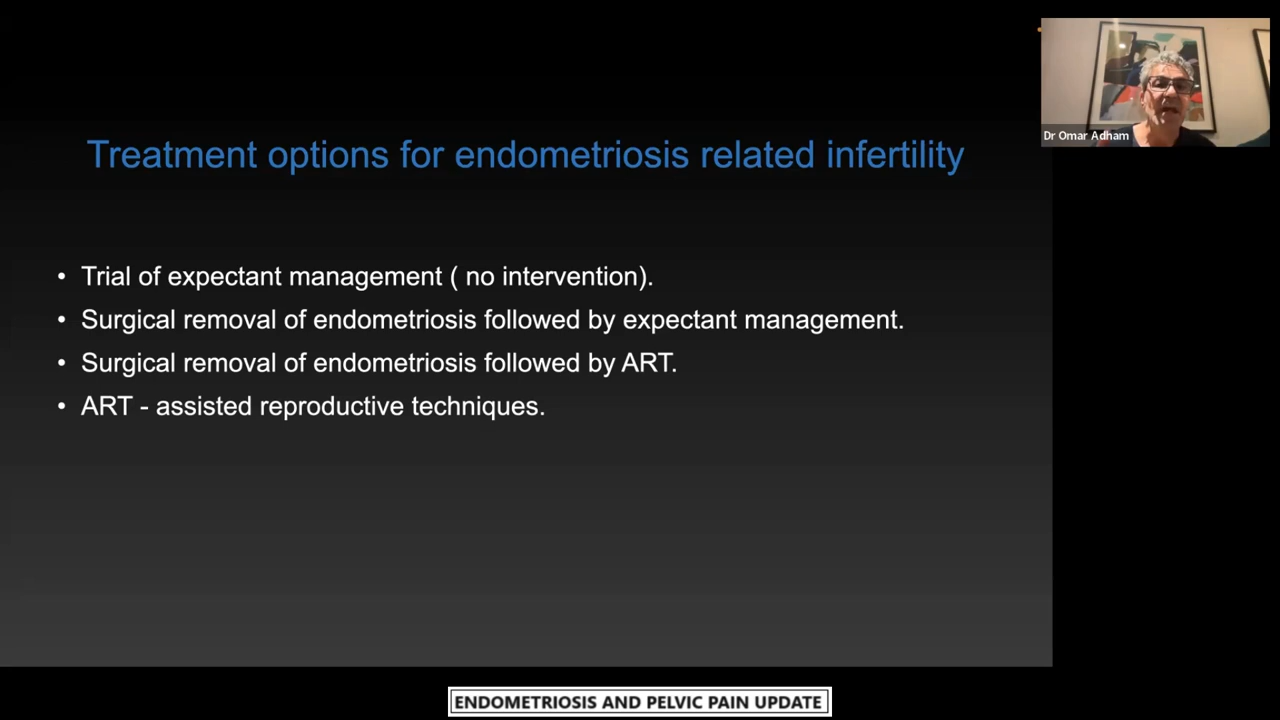 Dr Omar Adham
Treatment options for endometriosis related infertility
• Trial of expectant management ( no intervention).
• Surgical removal of endometriosis followed by expectant management.
• Surgical removal of endometriosis followed by ART.
• ART - assisted reproductive techniques.
ENDOMETRIOSIS AND PELVIC PAIN UPDATE